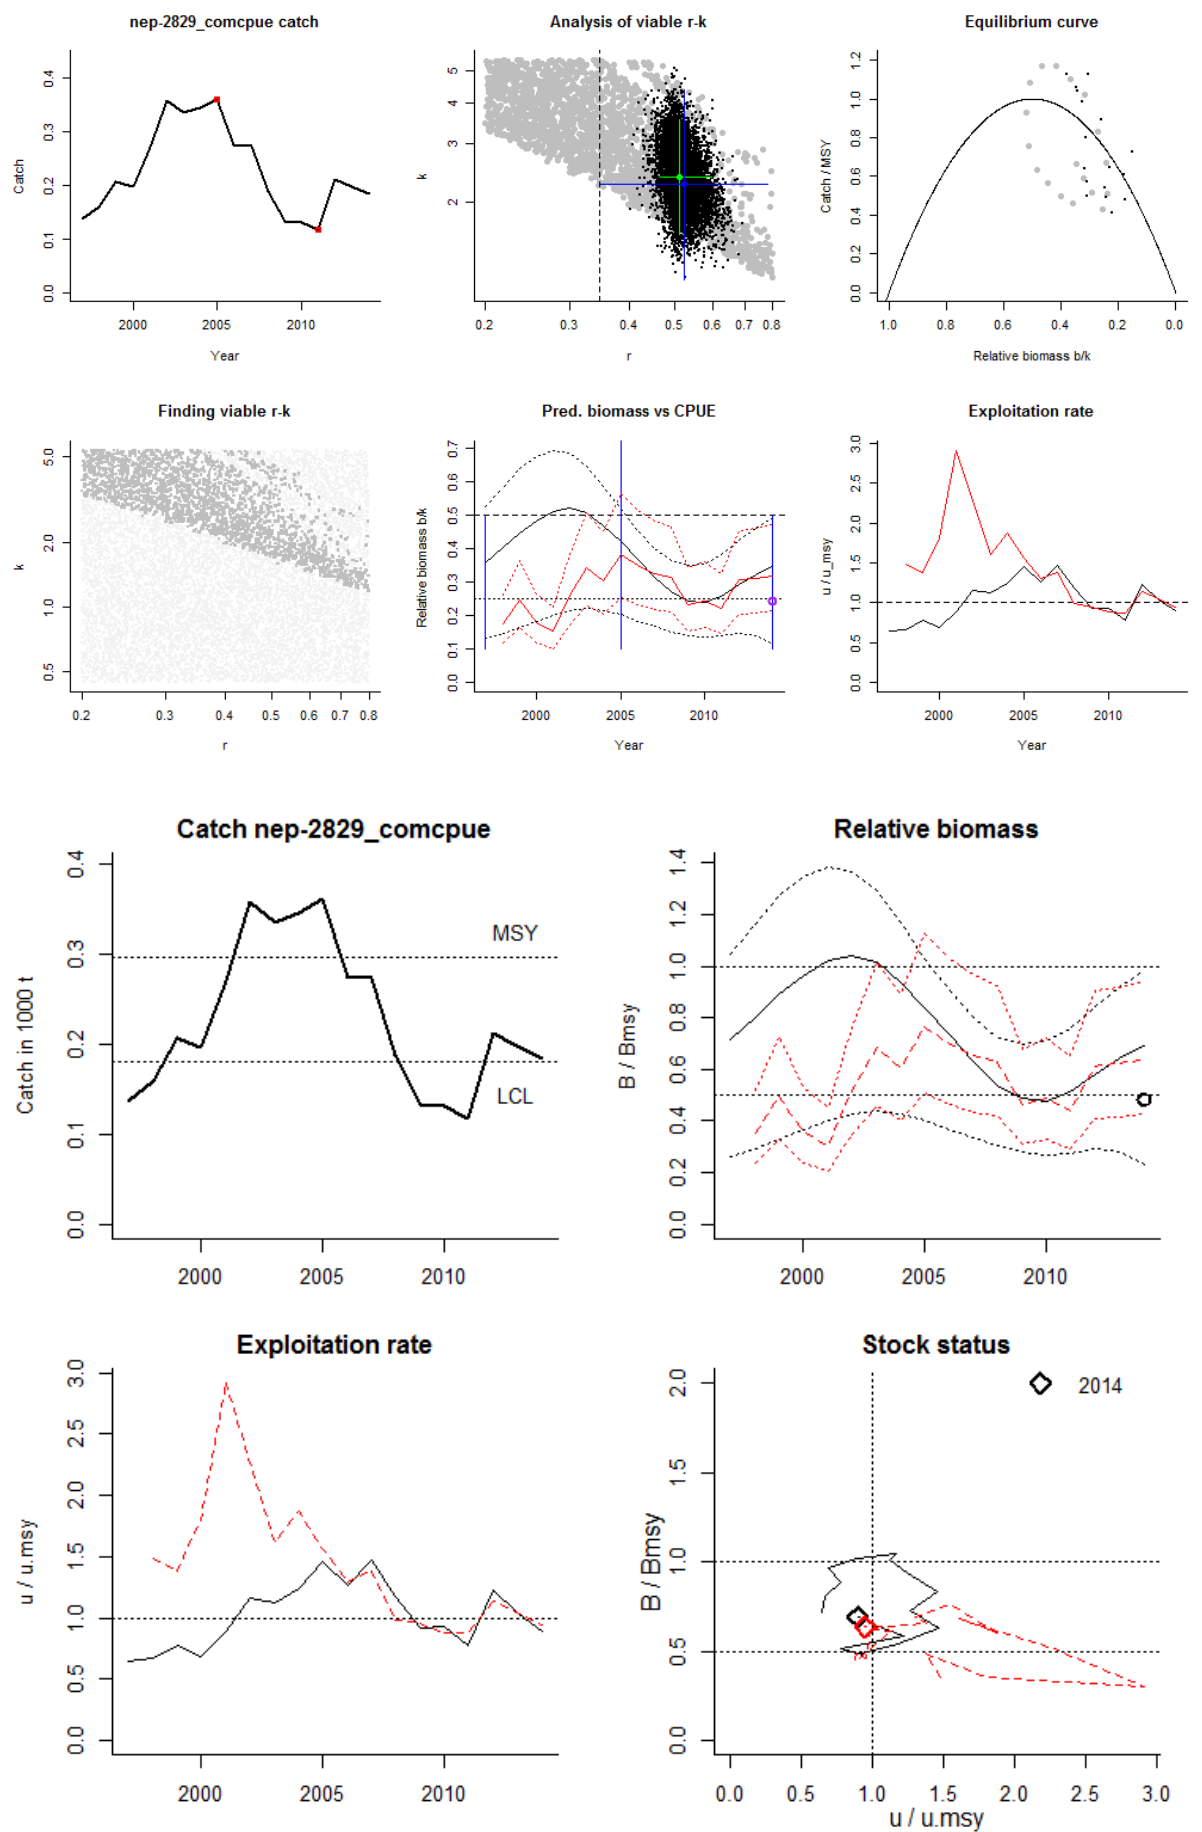 nep-2829_comcpue catch
Catch
0.4
0.3
0.2
0.1
0.0
2000 2005 2010
Year
Analysis of viable r-k
k
5
4
3
2
0.2 0.3 0.4 0.5 0.6 0.7 0.8
r
Equilibrium curve
Catch / MSY
1.2
1.0
0.8
0.6
0.4
0.2
0.0
1.0 0.8 0.6 0.4 0.2 0.0
Relative biomass b/k
Finding viable r-k
k
5.0
2.0
1.0
0.5
0.2 0.3 0.4 0.5 0.6 0.7 0.8
r
Pred. biomass vs CPUE
Relative biomass b/k
0.7
0.6
0.5
0.4
0.3
0.2
0.1
0.0
2000 2005 2010
Year
Exploitation rate
u / u_msy
3.0
2.5
2.0
1.5
1.0
0.5
0.0
2000 2005 2010
Year
Catch nep-2829_comcpue
Catch in 1000 t
0.4
0.3
0.2
0.1
0.0
MSY
LCL
2000 2005 2010
Relative biomass
B / Bmsy
1.4
1.2
1.0
0.8
0.6
0.4
0.2
0.0
2000 2005 2010
Exploitation rate
u / u.msy
3.0
2.5
2.0
1.5
1.0
0.5
0.0
2000 2005 2010
Stock status
2014
B / Bmsy
2.0
1.5
1.0
0.5
0.0
0.0 0.5 1.0 1.5 2.0 2.5 3.0
u / u.msy